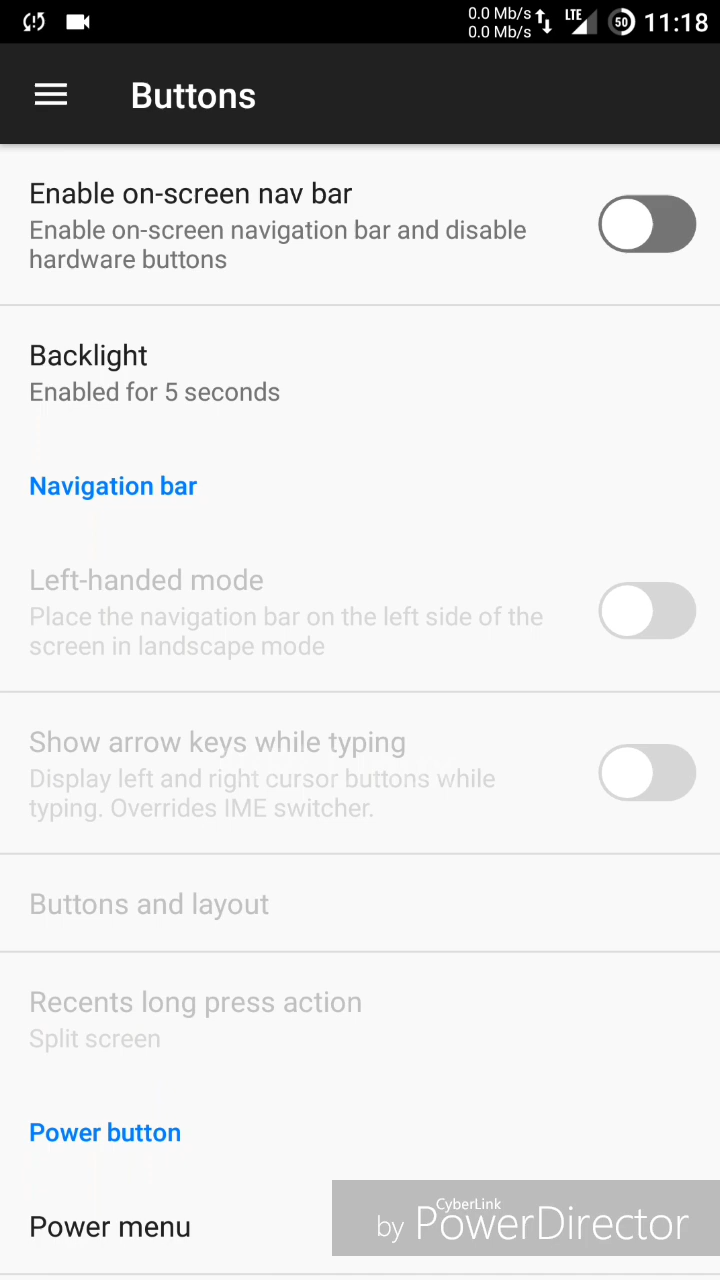 0.0 Mb/s
0.0 Mb/s
LTE
50
11:18
Buttons
Enable on-screen nav bar
Enable on-screen navigation bar and disable
hardware buttons
Backlight
Enabled for 5 seconds
Navigation bar
Left-handed mode
Place the navigation bar on the left side of the
screen in landscape mode
Show arrow keys while typing
Display left and right cursor buttons while
typing. Overrides IME switcher.
Buttons and layout
Recents long press action
Split screen
Power button
Power menu
CyberLink
by PowerDirector